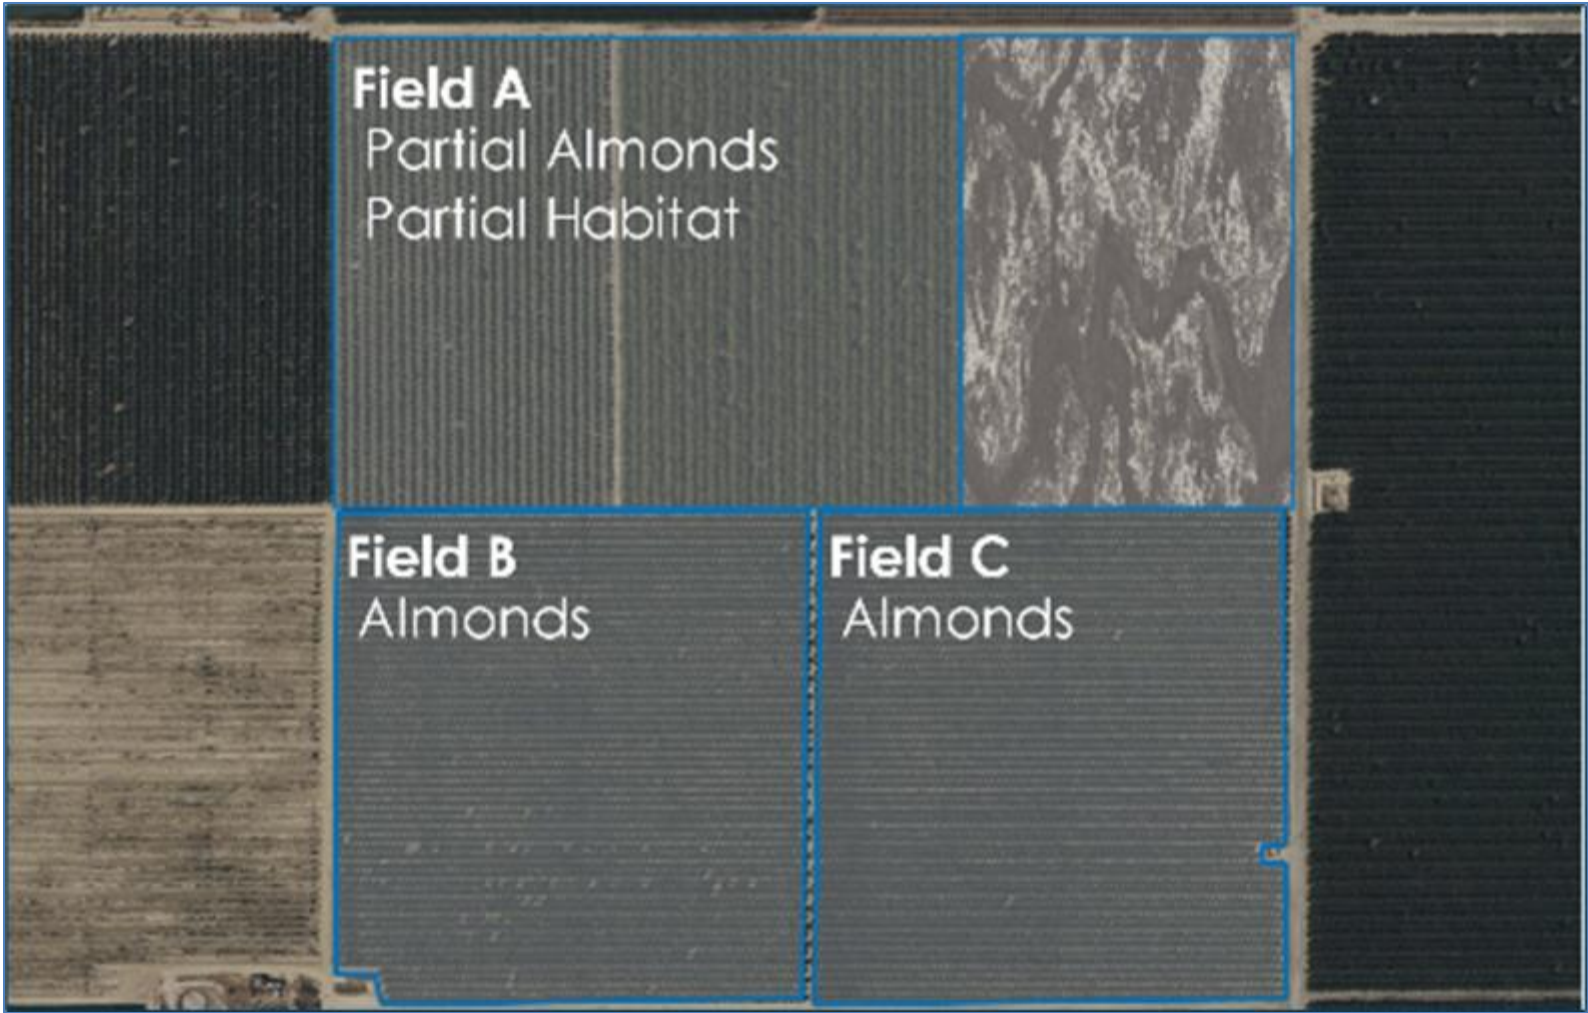 Field A
Partial Almonds
Partial Habitat
Field B
Almonds
Field C
Almonds